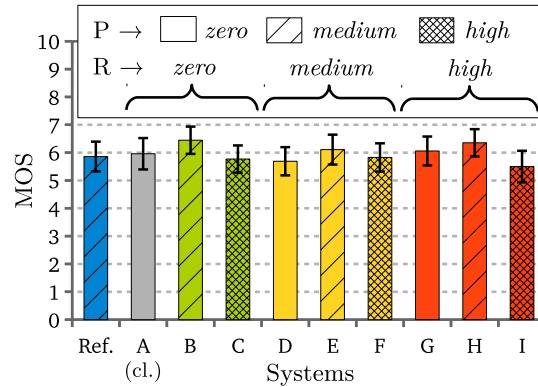 P → zero medium high
R → zero medium high
10
9
8
7
6
5
4
3
2
1
0
MOS
Ref. A B C D E F G H I
(cl.)
Systems